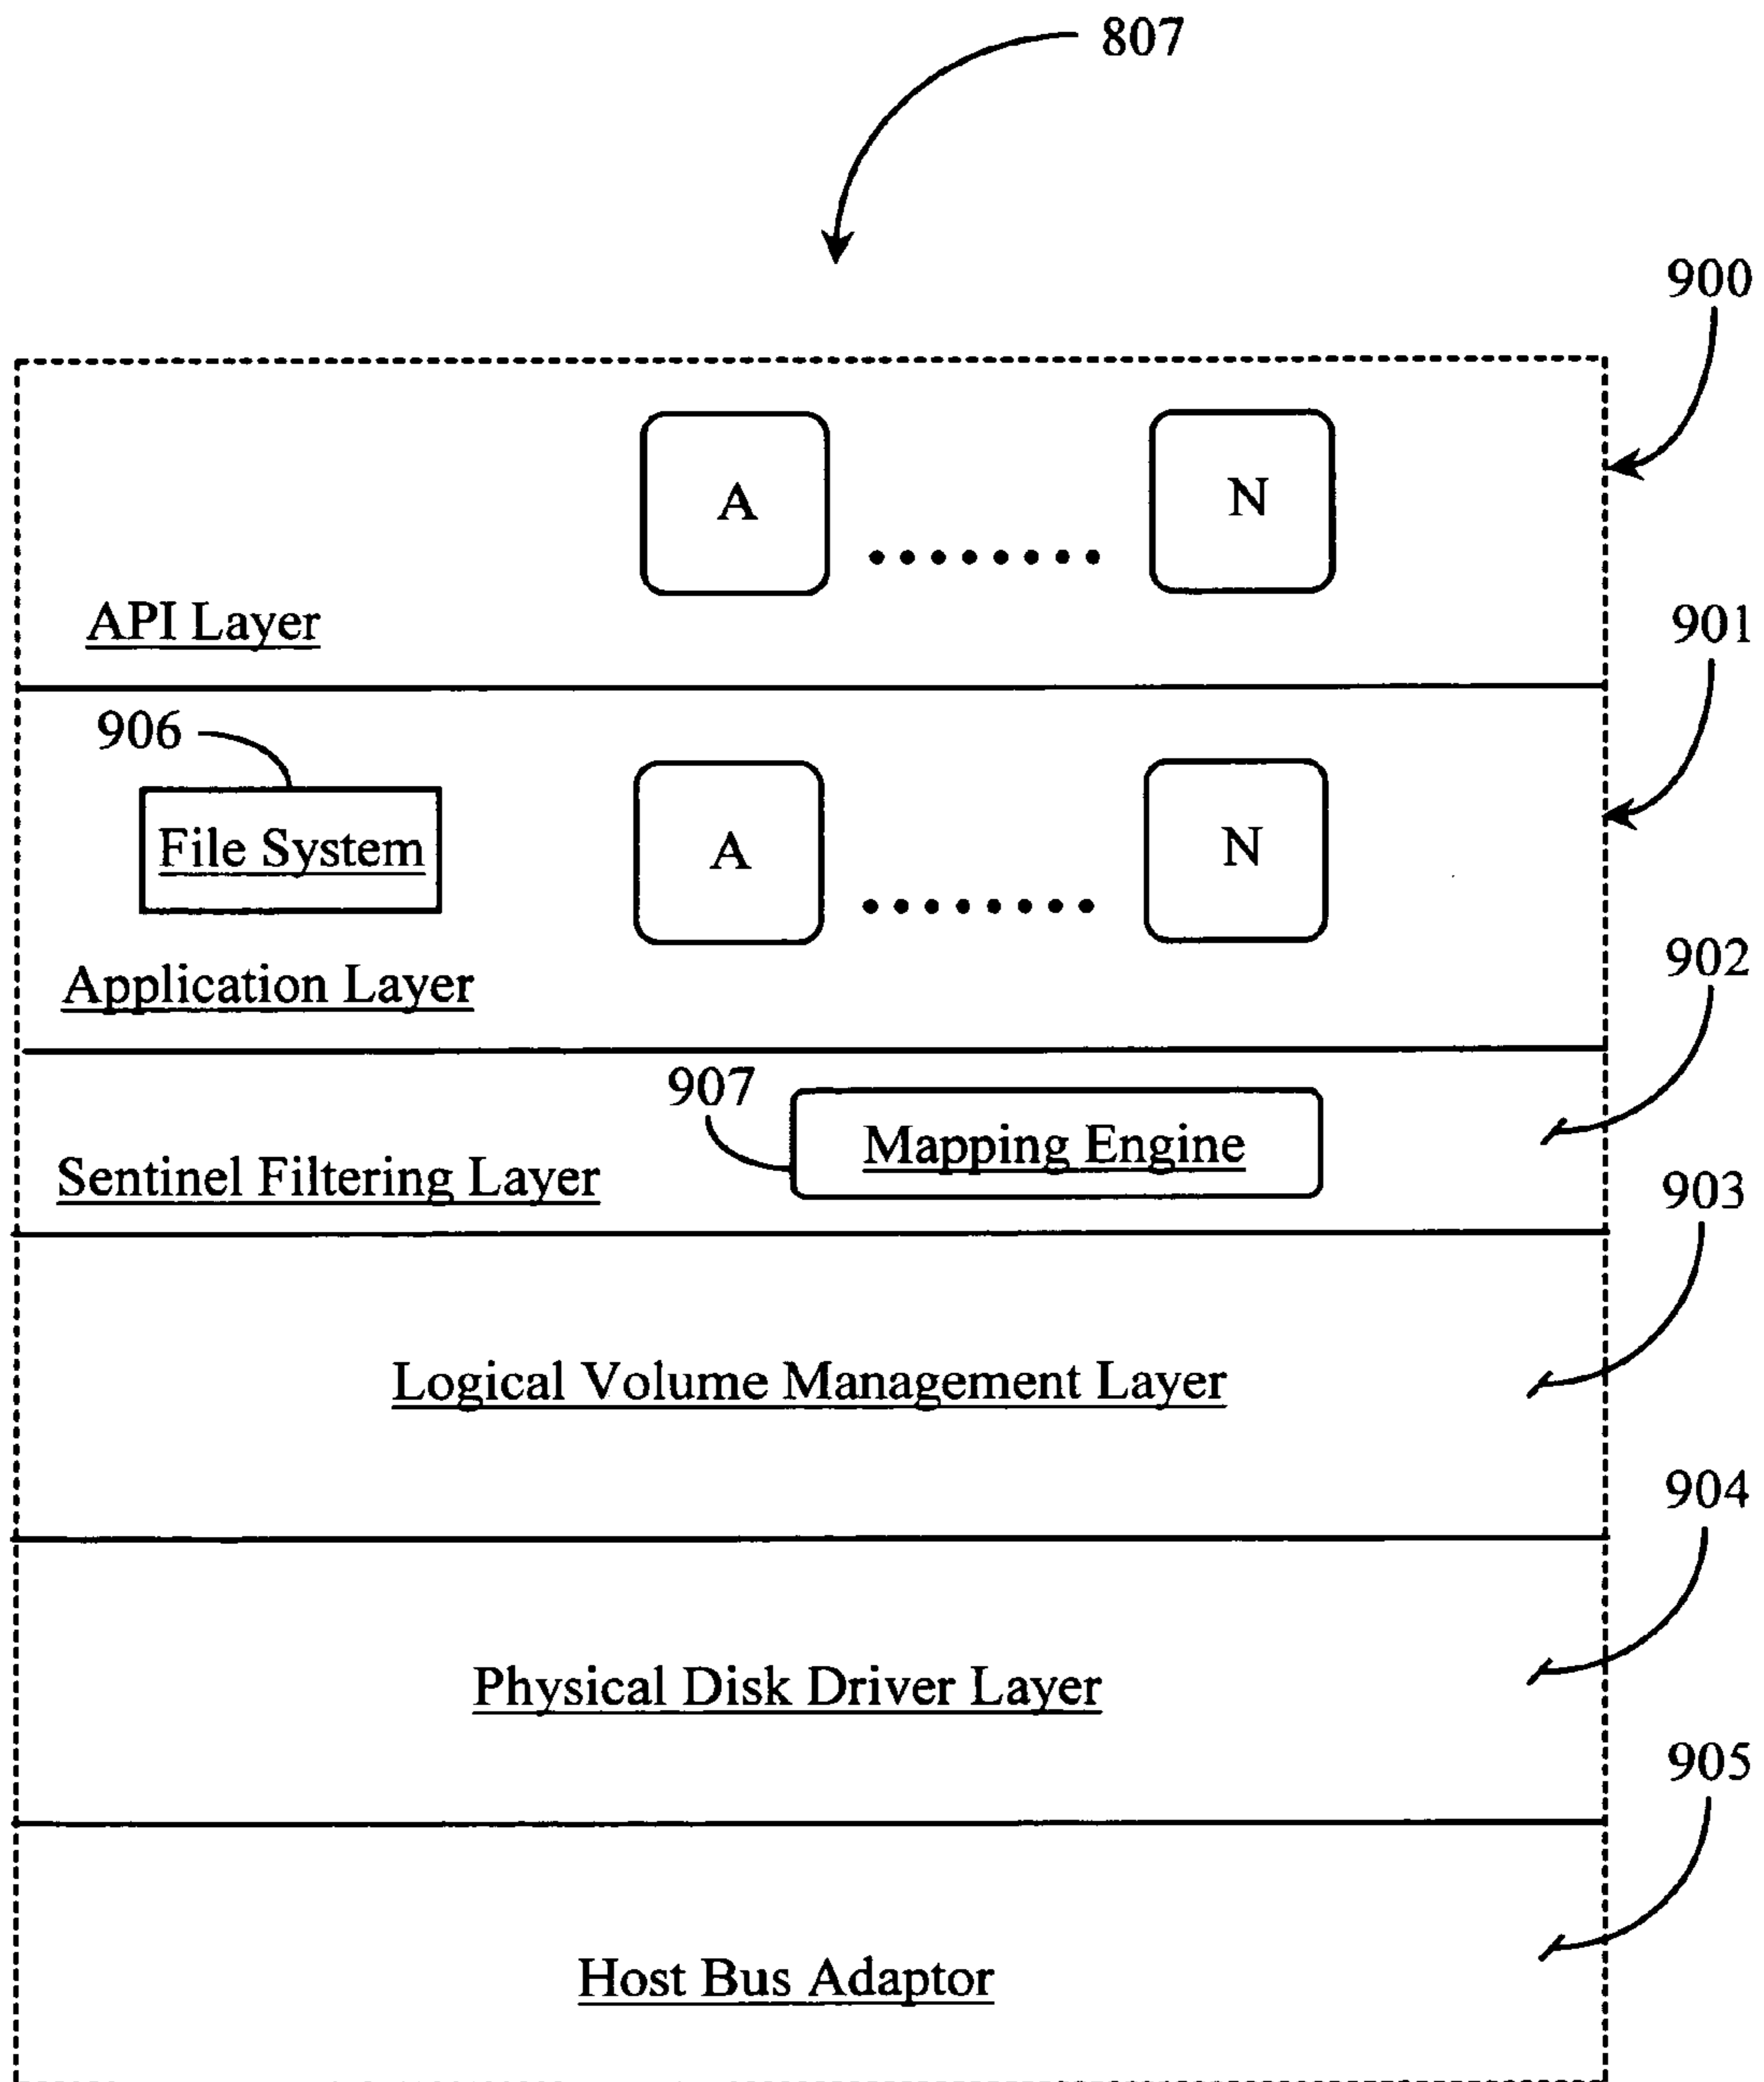 807
900
A
N
API Layer
901
906
File System
A
N
Application Layer
902
907
Mapping Engine
Sentinel Filtering Layer
903
Logical Volume Management Layer
904
Physical Disk Driver Layer
905
Host Bus Adaptor